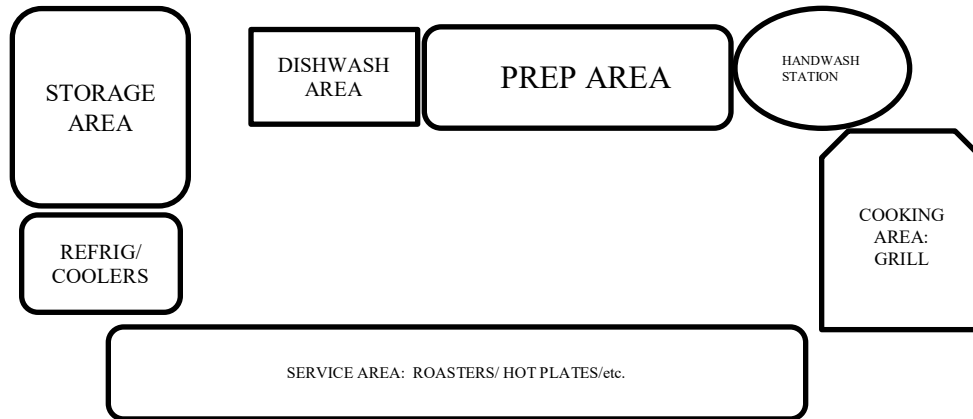 STORAGE
AREA
DISHWASH
AREA
PREP AREA
HANDWASH
STATION
REFRIG/
COOLERS
COOKING
AREA:
GRILL
SERVICE AREA:  ROASTERS/ HOT PLATES/etc.